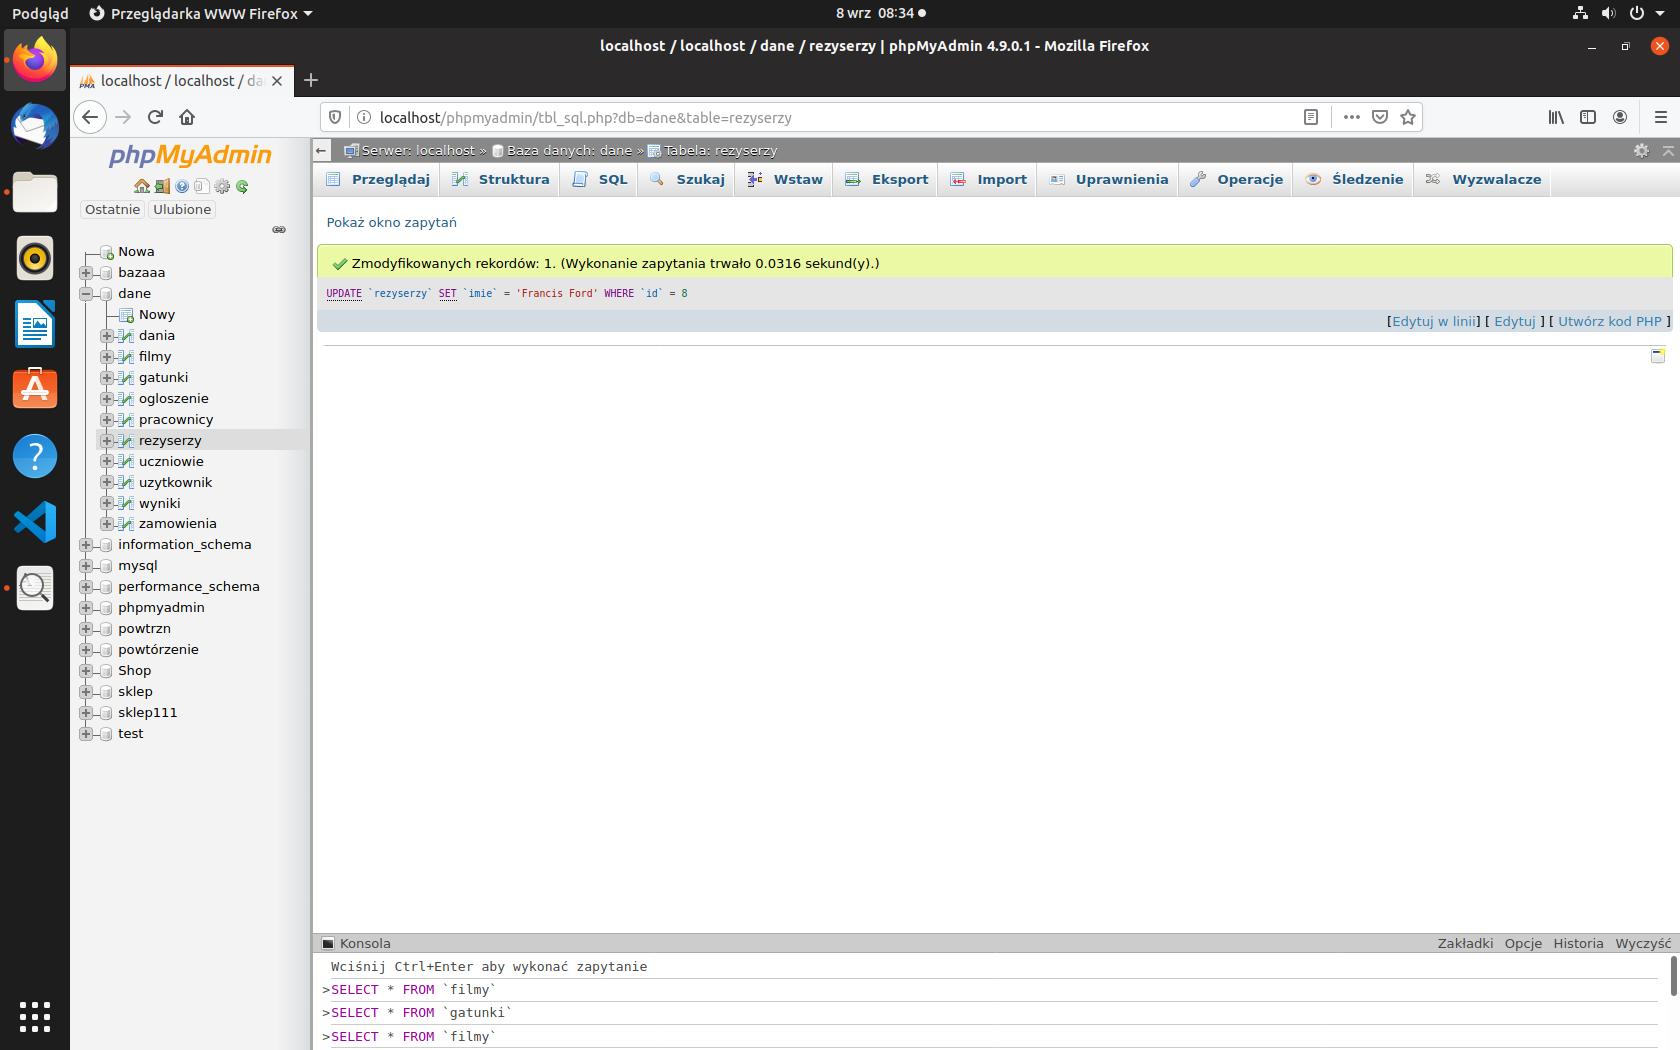 Podgląd Przeglądarka WWW Firefox 8 wrz 08:34
localhost / localhost / dane / rezyserzy | phpMyAdmin 4.9.0.1 - Mozilla Firefox
localhost / localhost / da
localhost/phpmyadmin/tbl_sql.php?db=dane&table=rezyserzy
phpMyAdmin
Ostatnie Ulubione
Nowa
bazaaa
dane
Nowy
dania
filmy
gatunki
ogloszenie
pracownicy
rezyserzy
uczniowie
uzytkownik
wyniki
zamowienia
information_schema
mysql
performance_schema
phpmyadmin
powtrzn
powtórzenie
Shop
sklep
sklep111
test
Serwer: localhost » Baza danych: dane » Tabela: rezyserzy
Przeglądaj Struktura SQL Szukaj Wstaw Eksport Import Uprawnienia Operacje Śledzenie Wyzwalacze
Pokaż okno zapytań
Zmodyfikowanych rekordów: 1. (Wykonanie zapytania trwało 0.0316 sekund(y).)
UPDATE `rezyserzy` SET `imie` = 'Francis Ford' WHERE `id` = 8
[Edytuj w linii] [ Edytuj ] [ Utwórz kod PHP ]
Konsola Zakładki Opcje Historia Wyczyść
Wciśnij Ctrl+Enter aby wykonać zapytanie
>SELECT * FROM `filmy`
>SELECT * FROM `gatunki`
>SELECT * FROM `filmy`